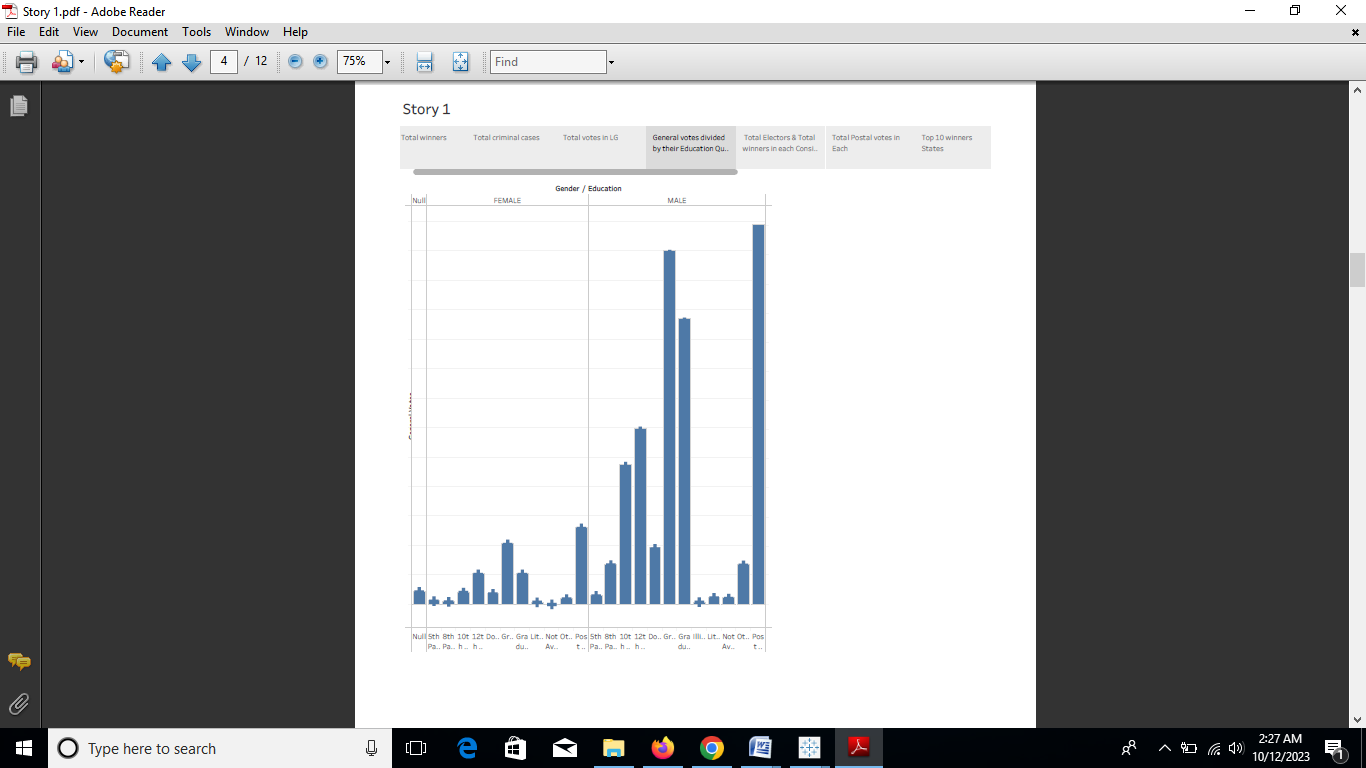 Story 1.pdf - Adobe Reader
File Edit View Document Tools Window Help
4 / 12 75% Find
Story 1
Total winners
Total criminal cases
Total votes in LG
General votes divided
by their Education Qu..
Total Electors & Total
winners in each Consi..
Total Postal votes in
Each
Top 10 winners
States
Gender / Education
Null FEMALE MALE
Null 5th 8th 10t 12t Do.. Gr.. Gra Lit.. Not Ot.. Pos 5th 8th 10t 12t Do.. Gr.. Gra Illi.. Lit.. Not Ot.. Pos
Pa.. Pa.. h .. h .. du.. Av.. t .. Pa.. Pa.. h .. h .. du.. Av.. t ..
Type here to search
2:27 AM
10/12/2023
1